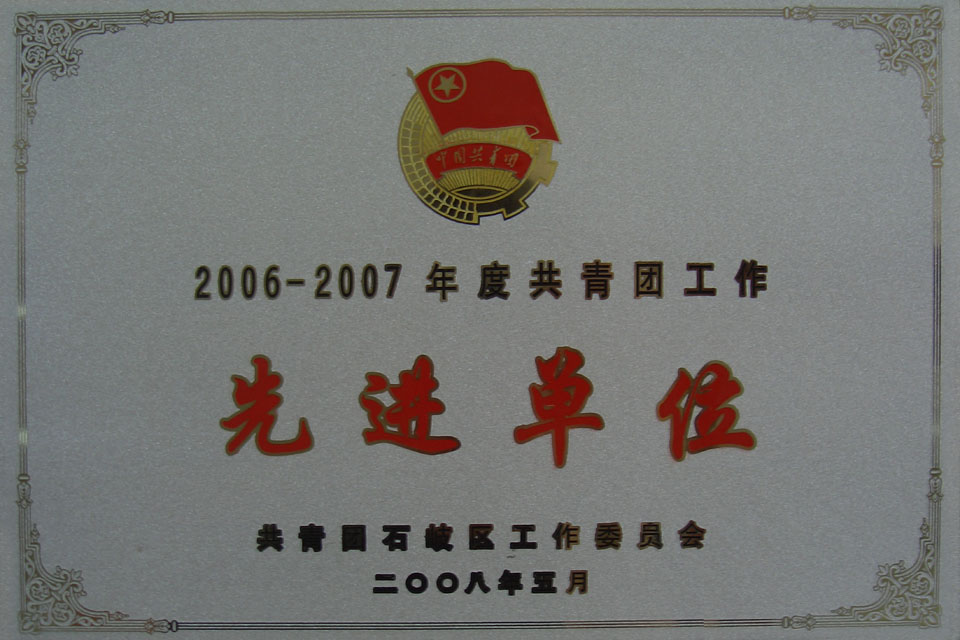 中国共青团
2006-2007年度共青团工作
先进单位
共青团石岐区工作委员会
二〇〇八年五月